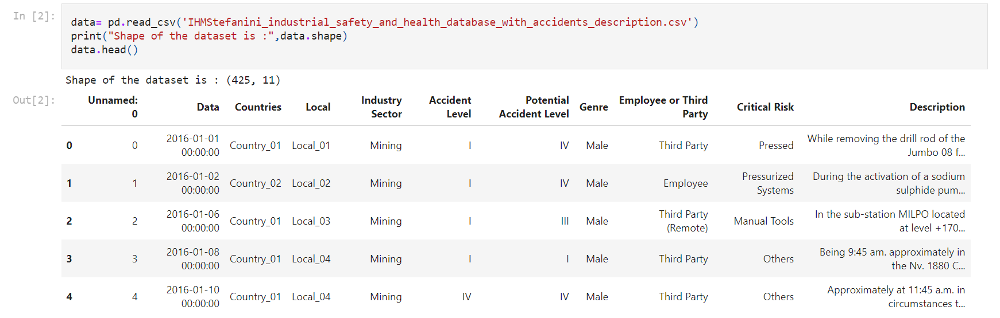 In [2]:
data= pd.read_csv('IHMStefanini_industrial_safety_and_health_database_with_accidents_description.csv')
print("Shape of the dataset is :",data.shape)
data.head()
Shape of the dataset is : (425, 11)
Out[2]:
Unnamed: 0 Data Countries Local Industry Sector Accident Level Potential Accident Level Genre Employee or Third Party Critical Risk Description
0 0 2016-01-01 00:00:00 Country_01 Local_01 Mining I IV Male Third Party Pressed While removing the drill rod of the Jumbo 08 f...
1 1 2016-01-02 00:00:00 Country_02 Local_02 Mining I IV Male Employee Pressurized Systems During the activation of a sodium sulphide pum...
2 2 2016-01-06 00:00:00 Country_01 Local_03 Mining I III Male Third Party (Remote) Manual Tools In the sub-station MILPO located at level +170...
3 3 2016-01-08 00:00:00 Country_01 Local_04 Mining I I Male Third Party Others Being 9:45 am. approximately in the Nv. 1880 C...
4 4 2016-01-10 00:00:00 Country_01 Local_04 Mining IV IV Male Third Party Others Approximately at 11:45 a.m. in circumstances t...